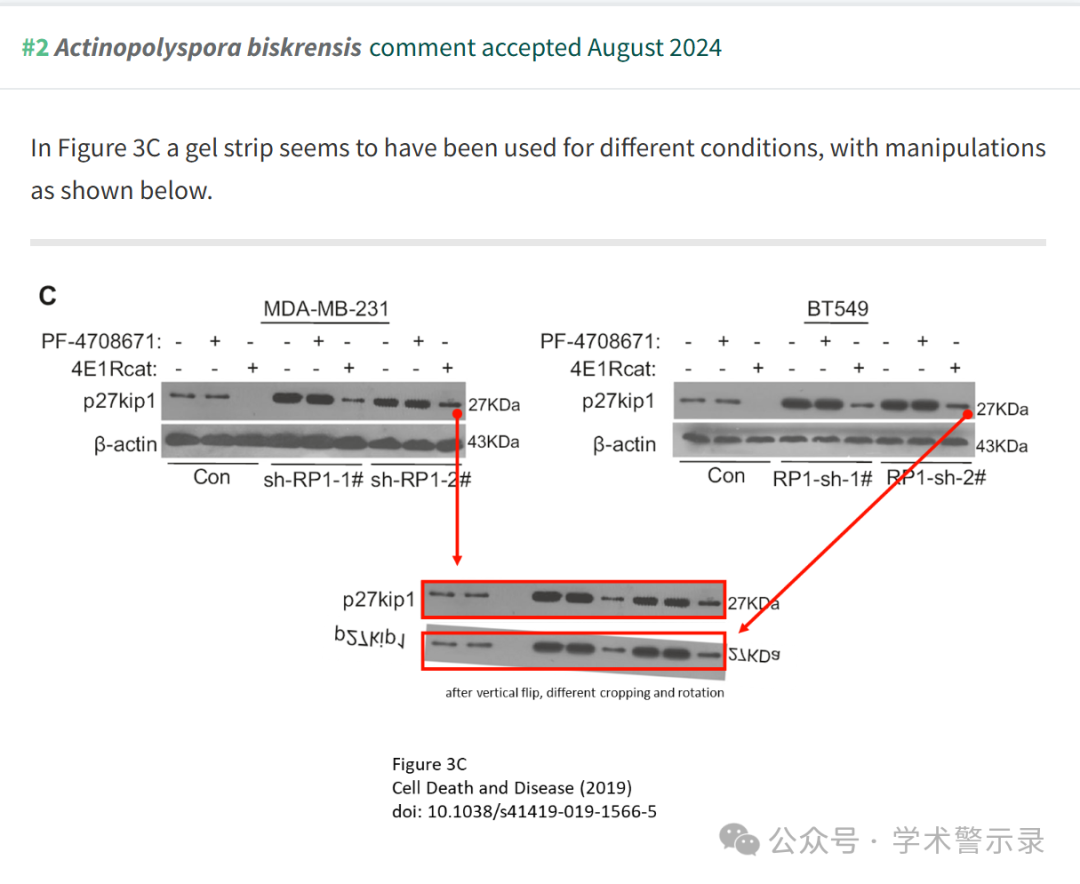 #2 Actinopolyspora biskrensis comment accepted August 2024
In Figure 3C a gel strip seems to have been used for different conditions, with manipulations
as shown below.
C
MDA-MB-231
PF-4708671: - + - - + - - + -
4E1Rcat: - - + - - + - - +
p27kip1
27KDa
β-actin
43KDa
Con sh-RP1-1# sh-RP1-2#
BT549
PF-4708671: - + - - + - - + -
4E1Rcat: - - + - - + - - +
p27kip1
27KDa
β-actin
43KDa
Con RP1-sh-1# RP1-sh-2#
p27kip1
27KDa
p27kip1
27KDa
after vertical flip, different cropping and rotation
Figure 3C
Cell Death and Disease (2019)
doi: 10.1038/s41419-019-1566-5
公众号 · 学术警示录